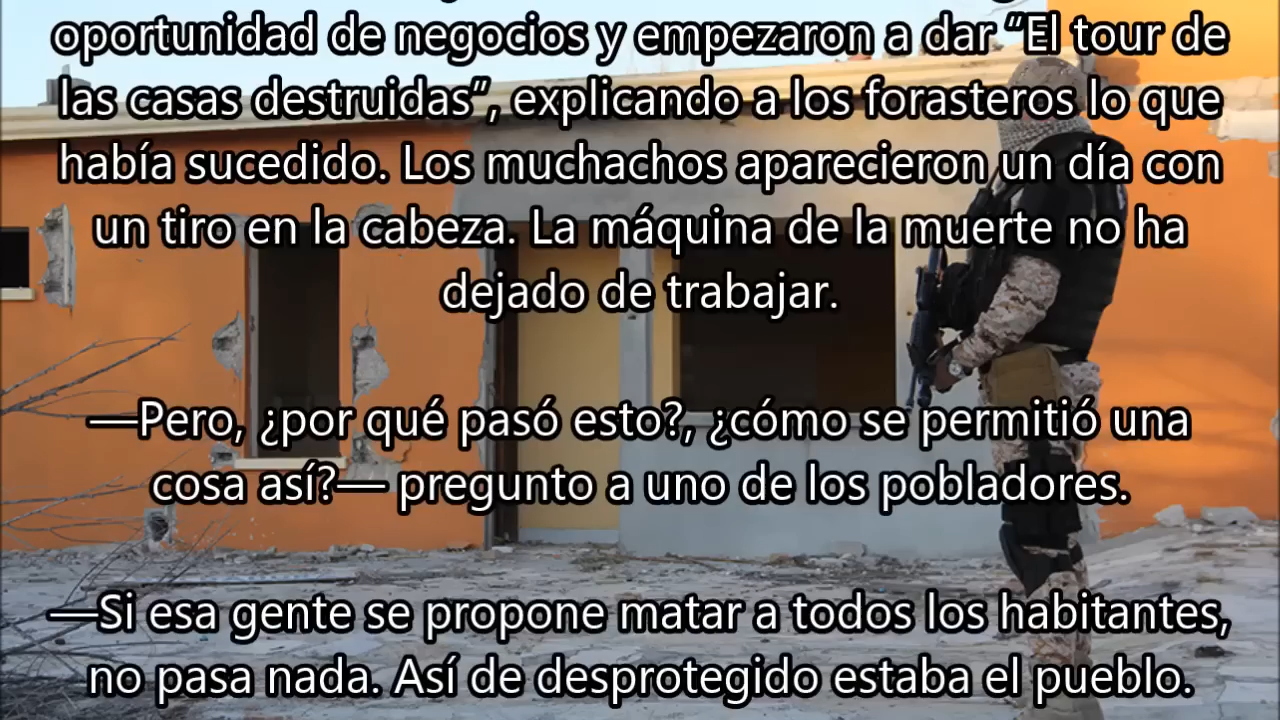 oportunidad de negocios y empezaron a dar “El tour de
las casas destruidas”, explicando a los forasteros lo que
había sucedido. Los muchachos aparecieron un día con
un tiro en la cabeza. La máquina de la muerte no ha
dejado de trabajar.
—Pero, ¿por qué pasó esto?, ¿cómo se permitió una
cosa así?— pregunto a uno de los pobladores.
—Si esa gente se propone matar a todos los habitantes,
no pasa nada. Así de desprotegido estaba el pueblo.